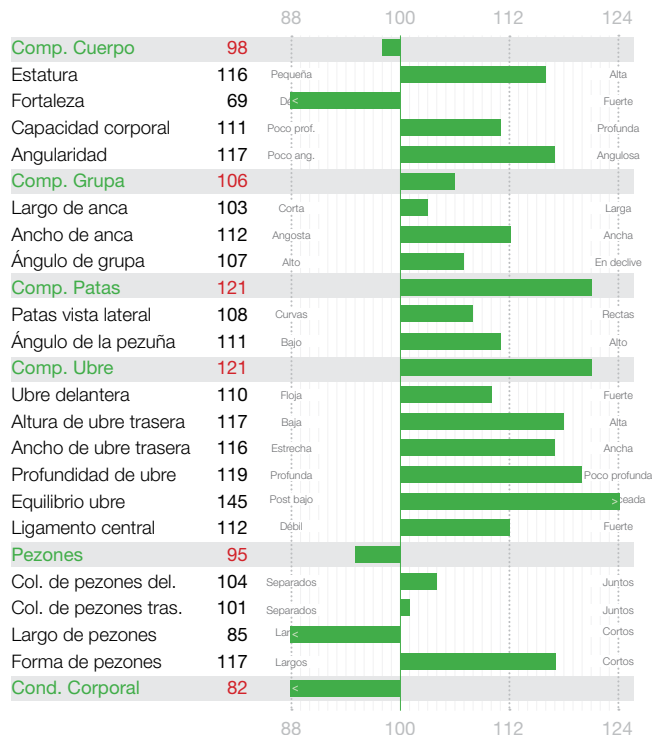 88 100 112 124
Comp. Cuerpo 98
Estatura 116 Pequeña Alta
Fortaleza 69 < Fuerte
Capacidad corporal 111 Poco prof. Profunda
Angularidad 117 Poco ang. Angulosa
Comp. Grupa 106
Largo de anca 103 Corta Larga
Ancho de anca 112 Angosta Ancha
Ángulo de grupa 107 Alto En declive
Comp. Patas 121
Patas vista lateral 108 Curvas Rectas
Ángulo de la pezuña 111 Bajo Alto
Comp. Ubre 121
Ubre delantera 110 Floja Fuerte
Altura de ubre trasera 117 Baja Alta
Ancho de ubre trasera 116 Estrecha Ancha
Profundidad de ubre 119 Profunda Poco profunda
Equilibrio ubre 145 Post bajo > ceada
Ligamento central 112 Débil Fuerte
Pezones 95
Col. de pezones del. 104 Separados Juntos
Col. de pezones tras. 101 Separados Juntos
Largo de pezones 85 Lar < Cortos
Forma de pezones 117 Largos Cortos
Cond. Corporal 82 <
88 100 112 124